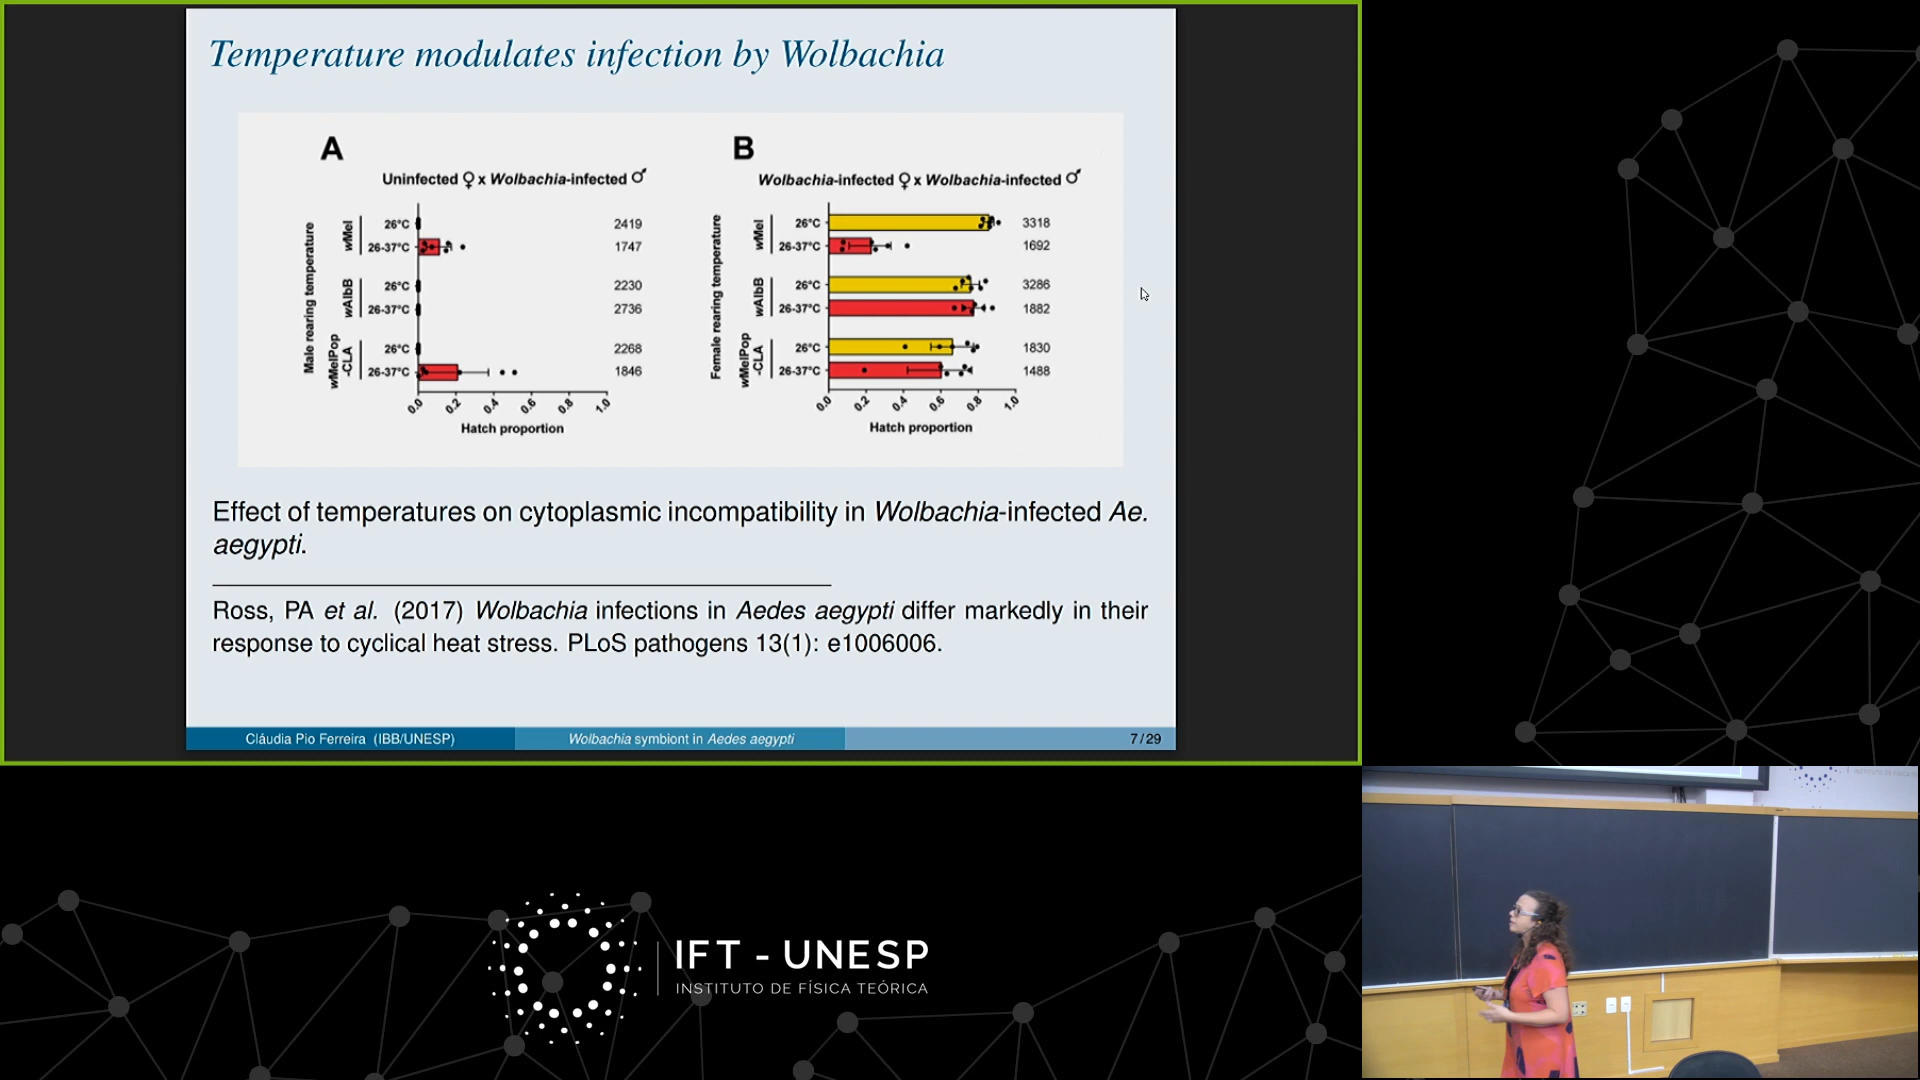 Temperature modulates infection by Wolbachia
A
Uninfected ♀ x Wolbachia-infected ♂
Male rearing temperature
wMel
26°C
2419
26-37°C
1747
wAlbB
26°C
2230
26-37°C
2736
wMelPop
-CLA
26°C
2268
26-37°C
1846
0.0 0.2 0.4 0.6 0.8 1.0
Hatch proportion
B
Wolbachia-infected ♀ x Wolbachia-infected ♂
Female rearing temperature
wMel
26°C
3318
26-37°C
1692
wAlbB
26°C
3286
26-37°C
1882
wMelPop
-CLA
26°C
1830
26-37°C
1488
0.0 0.2 0.4 0.6 0.8 1.0
Hatch proportion
Effect of temperatures on cytoplasmic incompatibility in Wolbachia-infected Ae.
aegypti.
Ross, PA et al. (2017) Wolbachia infections in Aedes aegypti differ markedly in their
response to cyclical heat stress. PLoS pathogens 13(1): e1006006.
Cláudia Pio Ferreira (IBB/UNESP)
Wolbachia symbiont in Aedes aegypti
7/29
IFT - UNESP
INSTITUTO DE FÍSICA TEÓRICA